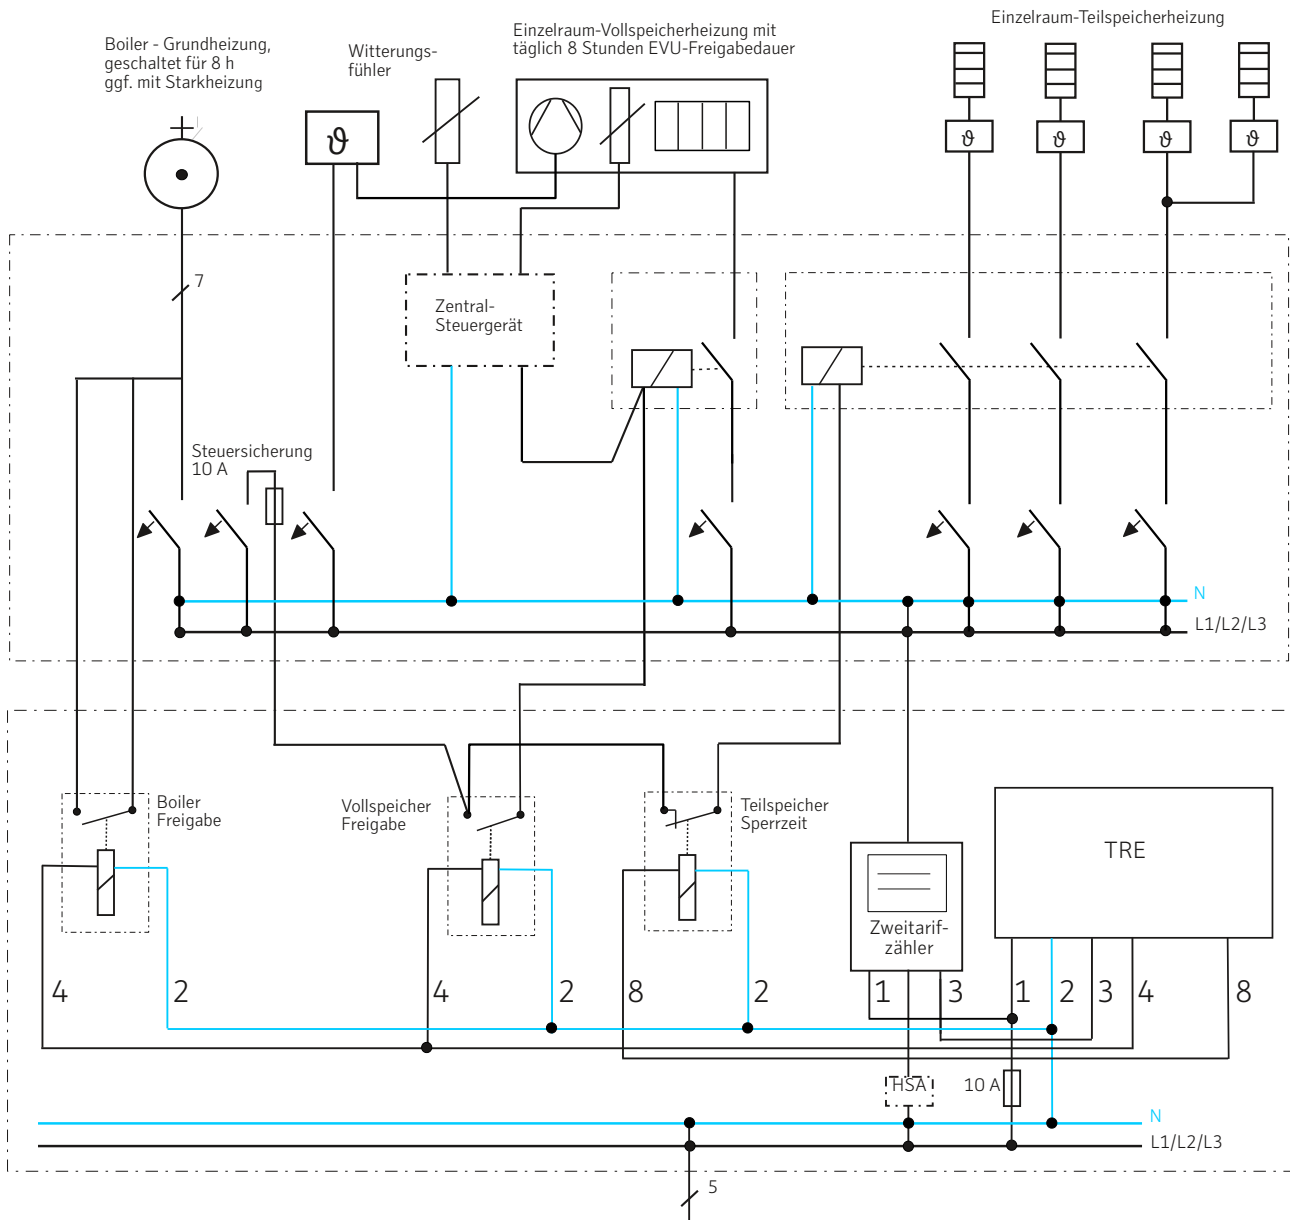 Boiler - Grundheizung,
geschaltet für 8 h
ggf. mit Starkheizung
Witterungs-
fühler
Einzelraum-Vollspeicherheizung mit
täglich 8 Stunden EVU-Freigabedauer
Einzelraum-Teilspeicherheizung
ϑ
ϑ
ϑ
ϑ
ϑ
7
Zentral-
Steuergerät
Steuersicherung
10 A
N
L1/L2/L3
Boiler
Freigabe
Vollspeicher
Freigabe
Teilspeicher
Sperrzeit
TRE
Zweitarif-
zähler
4
2
4
2
8
2
1
3
1
2
3
4
8
HSA
10 A
N
L1/L2/L3
5